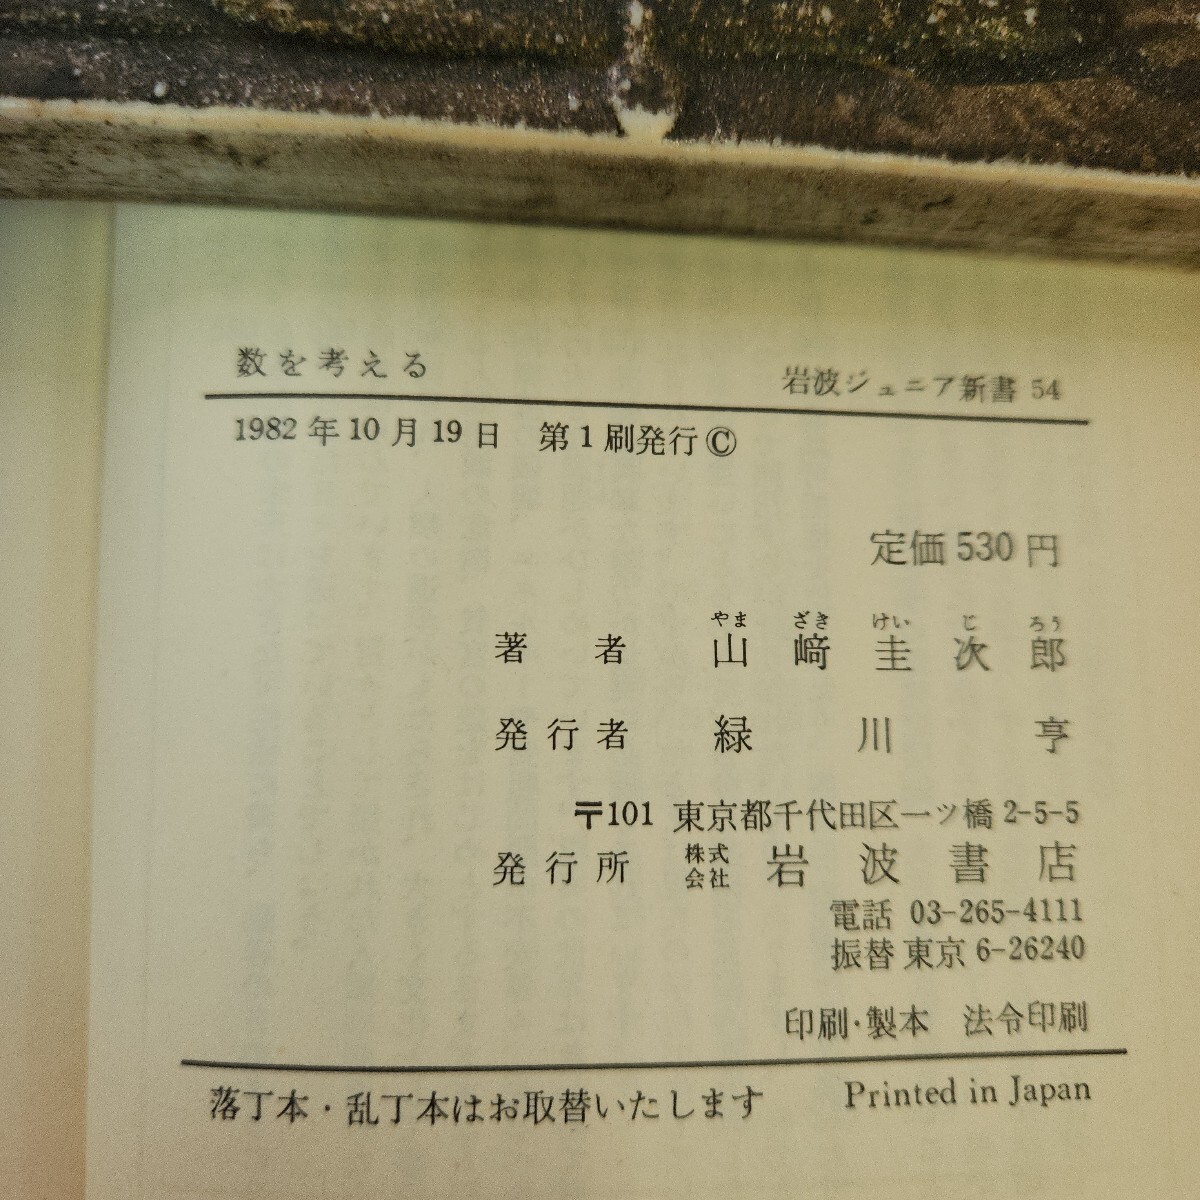 数を考える　岩波ジュニア新書 54
1982年10月19日　第1刷発行 ©
定価 530 円
やま ざき けい じ ろう
著者　山﨑圭次郎
発行者　緑川亨
〒101 東京都千代田区一ツ橋 2-5-5
発行所　株式会社 岩波書店
電話 03-265-4111
振替 東京 6-26240
印刷・製本　法令印刷
落丁本・乱丁本はお取替いたします　Printed in Japan